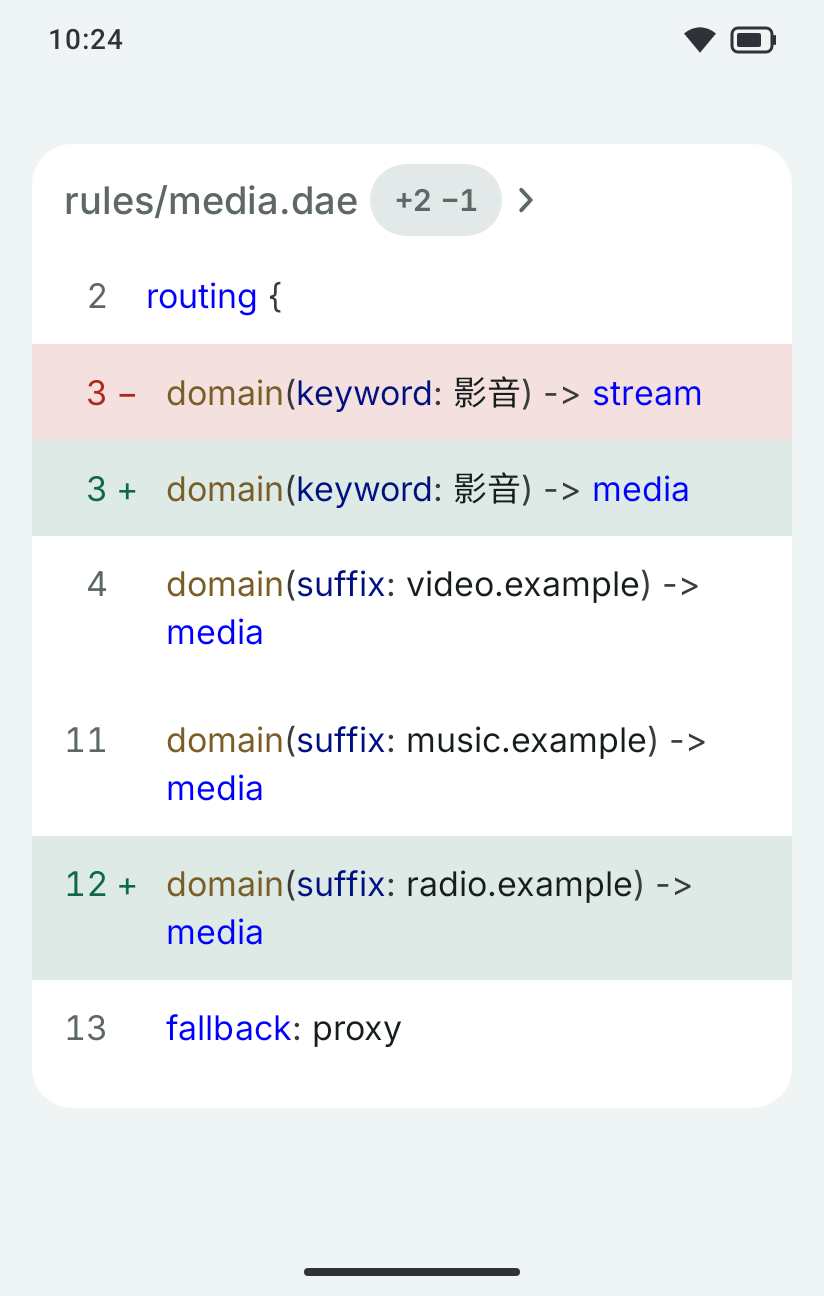 10:24
rules/media.dae +2 −1
2 routing {
3 − domain(keyword: 影音) -> stream
3 + domain(keyword: 影音) -> media
4 domain(suffix: video.example) ->
media
11 domain(suffix: music.example) ->
media
12 + domain(suffix: radio.example) ->
media
13 fallback: proxy